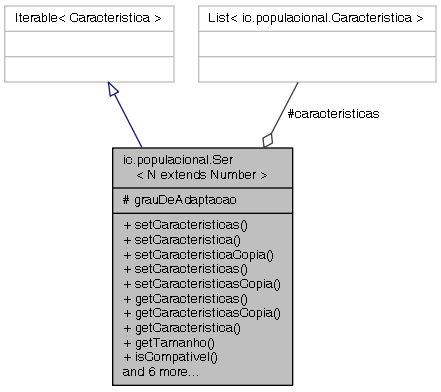 Iterable< Caracteristica >
List< ic.populacional.Caracteristica >
#caracteristicas
ic.populacional.Ser
< N extends Number >
# grauDeAdaptacao
+ setCaracteristicas()
+ setCaracteristica()
+ setCaracteristicaCopia()
+ setCaracteristicas()
+ setCaracteristicasCopia()
+ getCaracteristicas()
+ getCaracteristicasCopia()
+ getCaracteristica()
+ getTamanho()
+ isCompativel()
and 6 more...